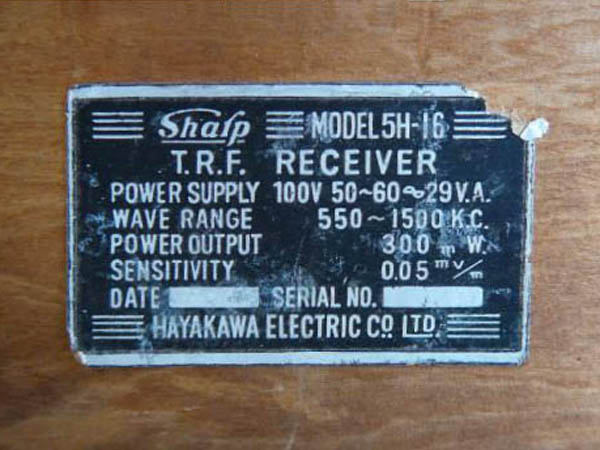 Sharp MODEL 5H-16
T.R.F. RECEIVER
POWER SUPPLY 100V 50~60~29V.A.
WAVE RANGE 550~1500 K.C.
POWER OUTPUT 300 m W.
SENSITIVITY 0.05 mv/m
DATE SERIAL NO.
HAYAKAWA ELECTRIC Co. LTD.